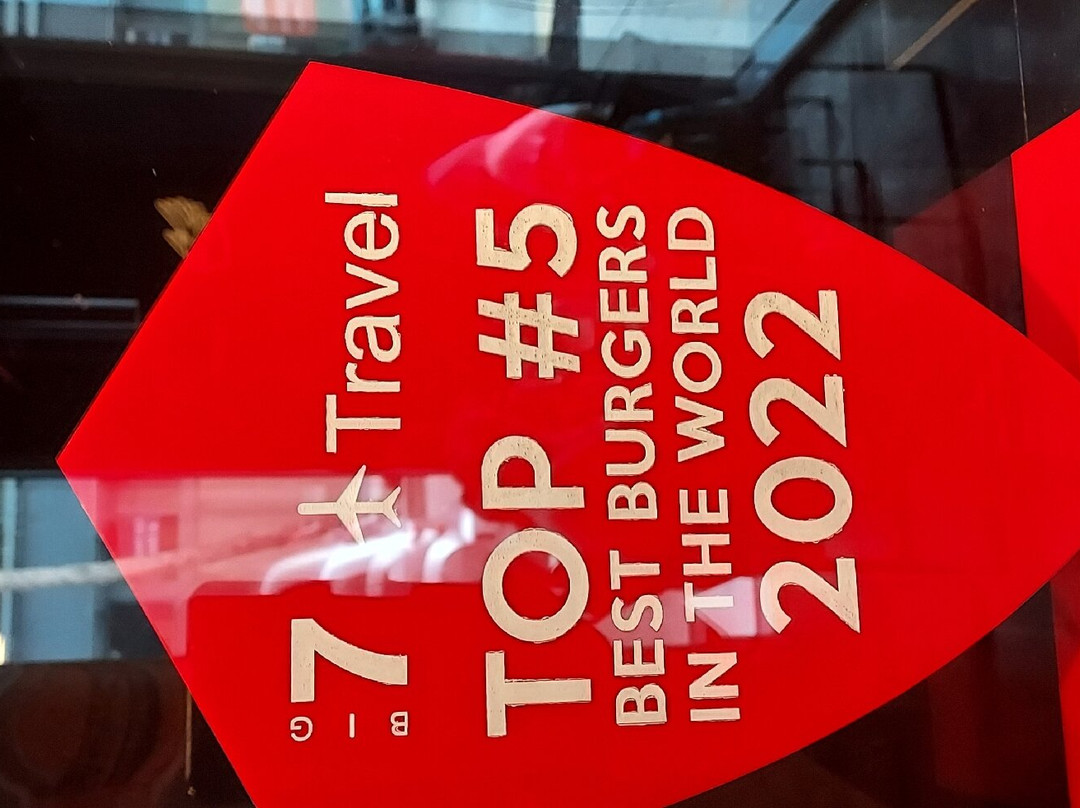 BIG 7 Travel
TOP #5
BEST BURGERS
IN THE WORLD
2022